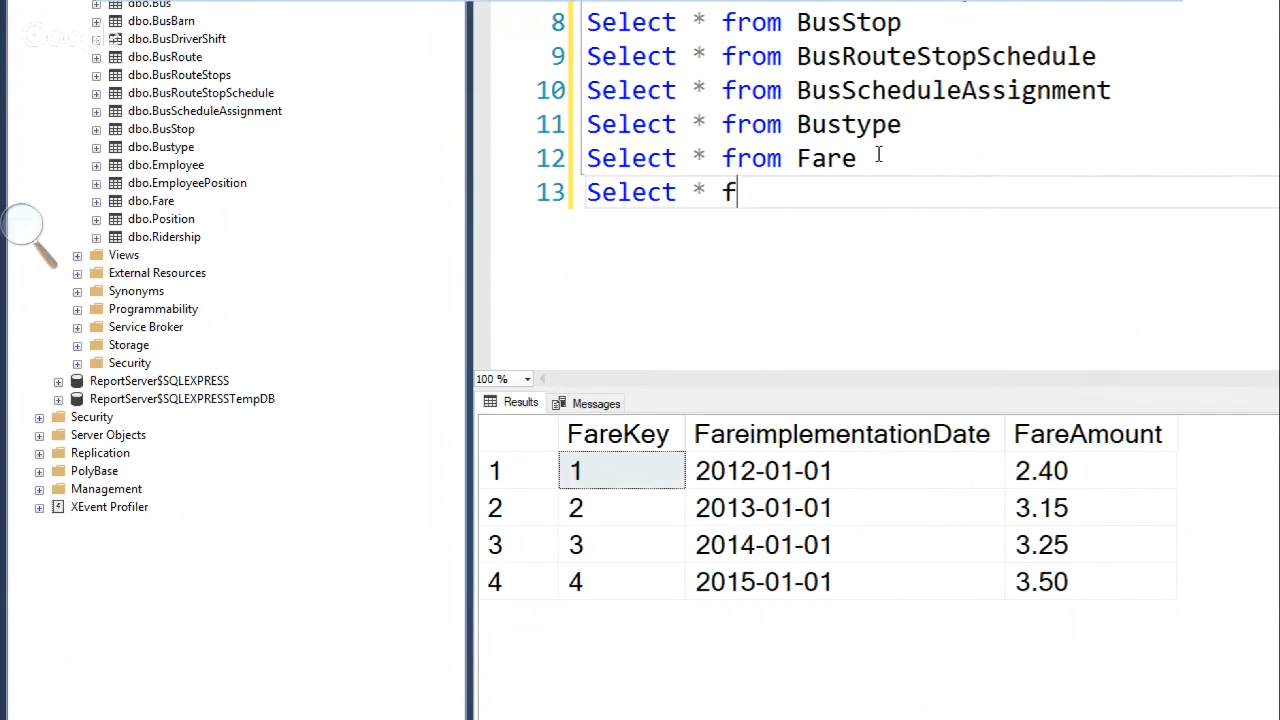 dbo.Bus
dbo.BusBarn
dbo.BusDriverShift
dbo.BusRoute
dbo.BusRouteStops
dbo.BusRouteStopSchedule
dbo.BusScheduleAssignment
dbo.BusStop
dbo.Bustype
dbo.Employee
dbo.EmployeePosition
dbo.Fare
dbo.Position
dbo.Ridership
Views
External Resources
Synonyms
Programmability
Service Broker
Storage
Security
ReportServer$SQLEXPRESS
ReportServer$SQLEXPRESSTempDB
Security
Server Objects
Replication
PolyBase
Management
XEvent Profiler
8 Select * from BusStop
9 Select * from BusRouteStopSchedule
10 Select * from BusScheduleAssignment
11 Select * from Bustype
12 Select * from Fare
13 Select * f
100 %
Results Messages
FareKey FareimplementationDate FareAmount
1 1 2012-01-01 2.40
2 2 2013-01-01 3.15
3 3 2014-01-01 3.25
4 4 2015-01-01 3.50